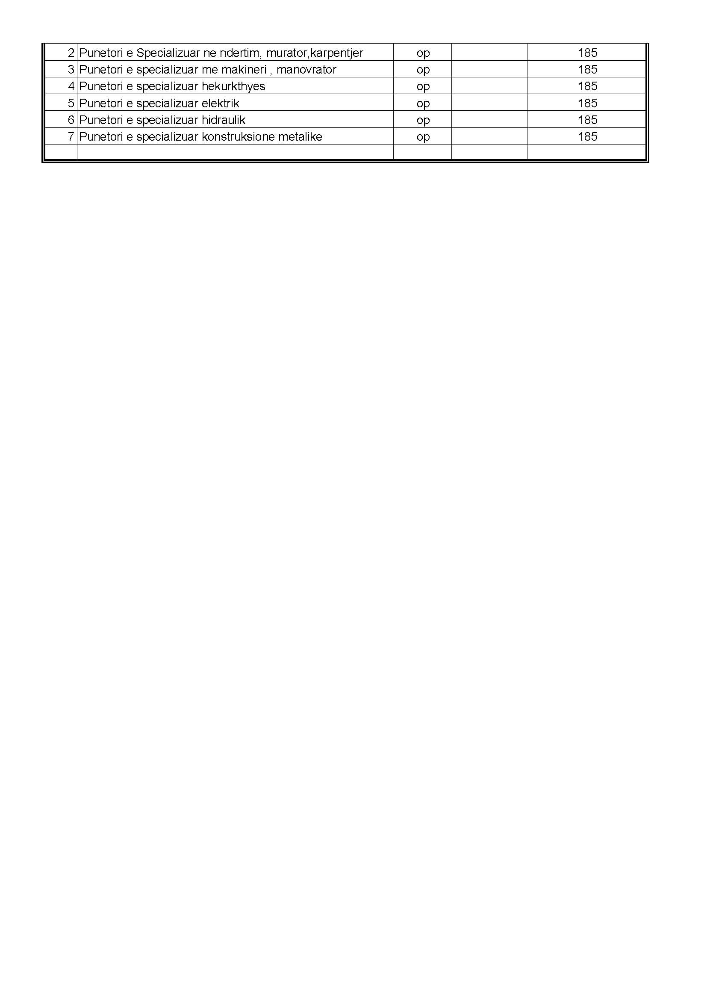 2 Punetori e Specializuar ne ndertim, murator,karpentjer op 185
3 Punetori e specializuar me makineri , manovrator op 185
4 Punetori e specializuar hekurkthyes op 185
5 Punetori e specializuar elektrik op 185
6 Punetori e specializuar hidraulik op 185
7 Punetori e specializuar konstruksione metalike op 185